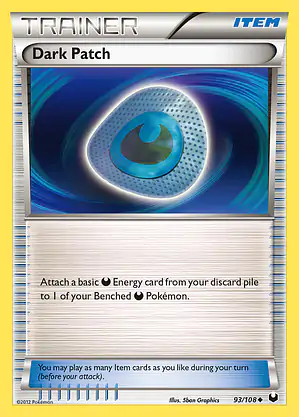 TRAINER ITEM
Dark Patch
Attach a basic Energy card from your discard pile
to 1 of your Benched Pokémon.
You may play as many Item cards as you like during your turn
(before your attack).
©2012 Pokémon Illus. 5ban Graphics 93/108